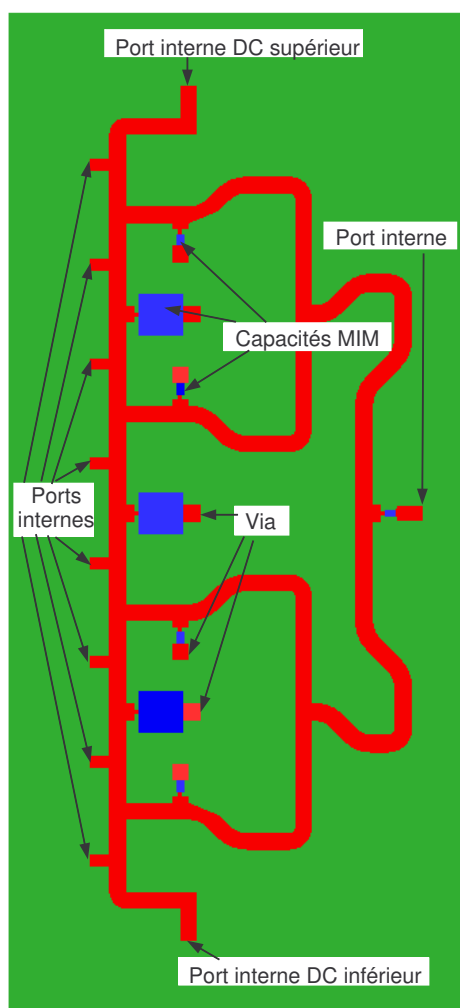 Port interne DC supérieur
Port interne
Capacités MIM
Ports
internes
Via
Port interne DC inférieur